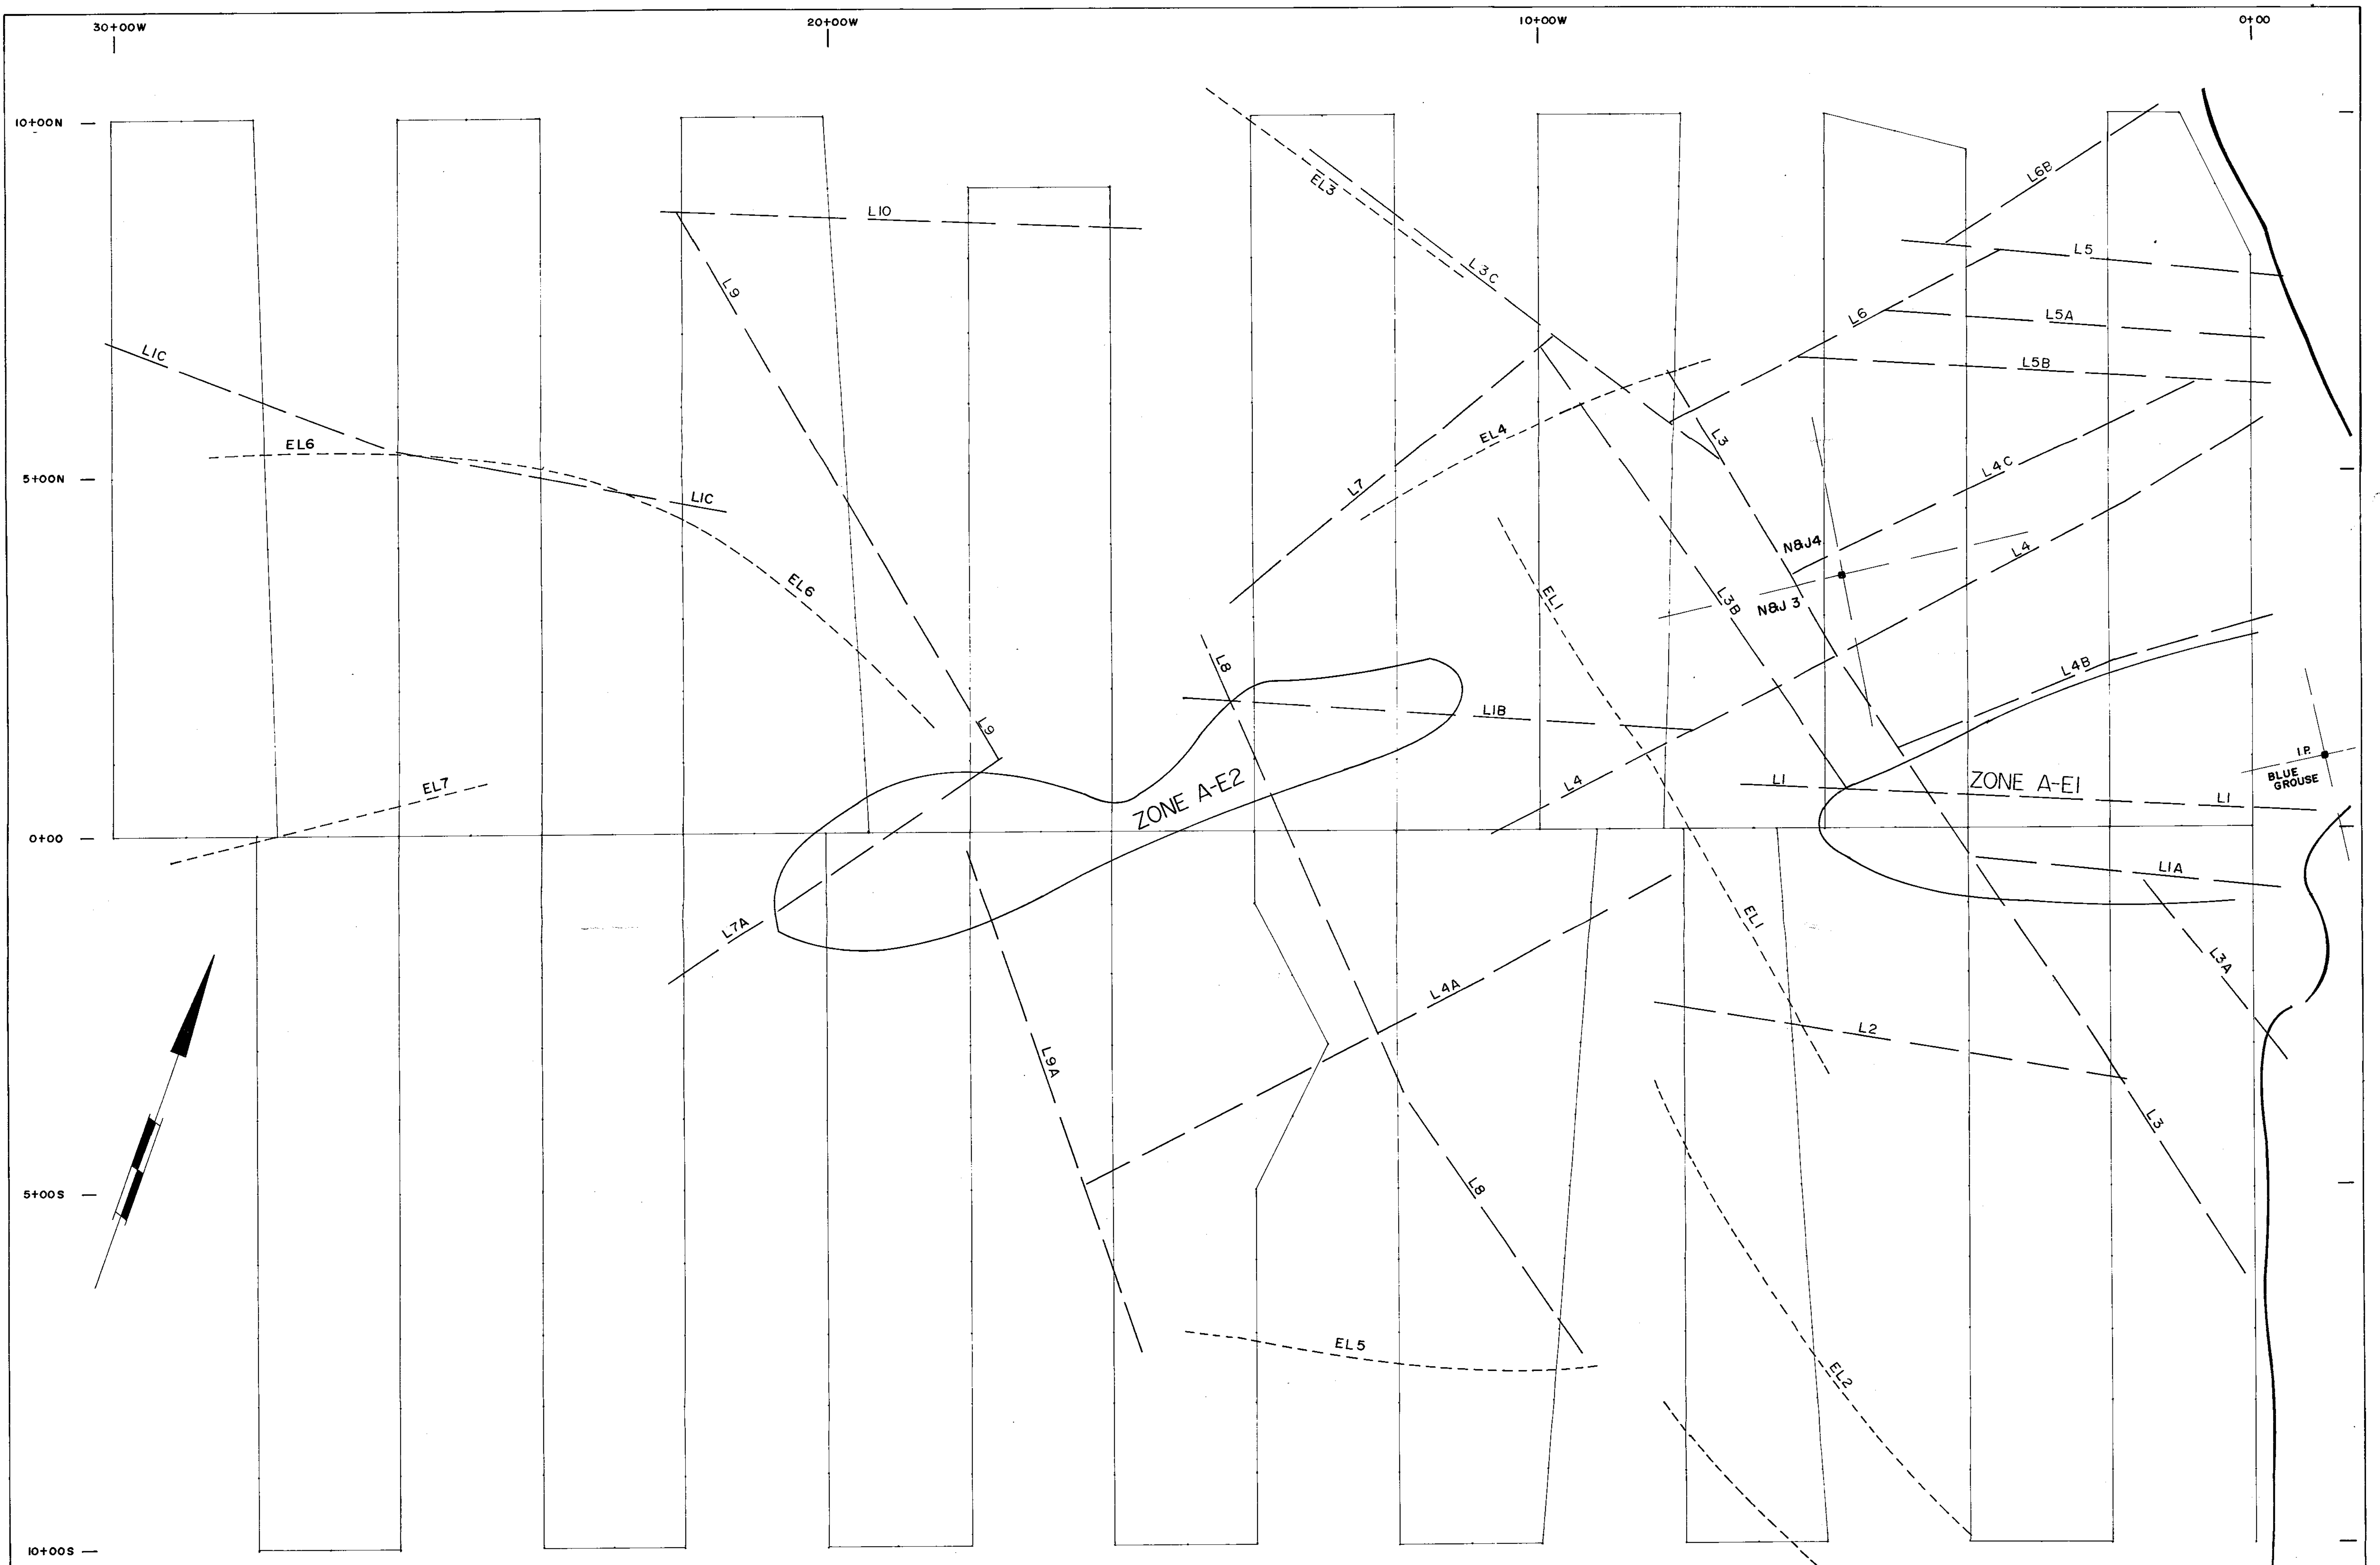 30+00W
20+00W
10+00W
0+00
10+00N
L6B
EL3
L10
L5
L3C
L9
L6
L5A
L1C
L5B
EL4
L3
EL6
L4C
5+00N
L7
L1C
N&J4
L4
EL6
EL1
L3B
N&J 3
L8
L4B
L1B
L9
I.P.
BLUE
GROUSE
EL7
ZONE A-E2
L4
L1
ZONE A-E1
L1
0+00
L1A
L7A
EL1
L3A
L4A
L2
L9A
L3
5+00S
L8
EL5
EL2
10+00S